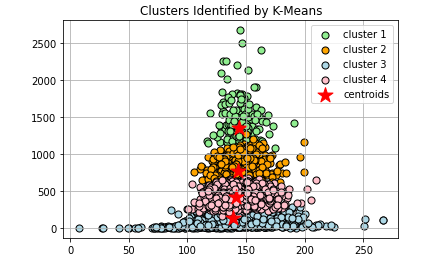 Clusters Identified by K-Means
cluster 1
cluster 2
cluster 3
cluster 4
centroids
2500
2000
1500
1000
500
0
0
50
100
150
200
250